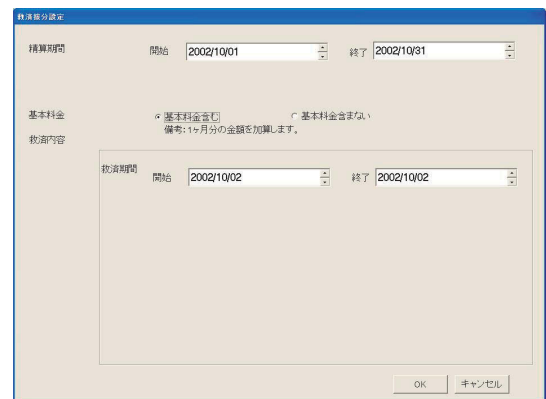 救済按分設定
精算期間 開始 2002/10/01 終了 2002/10/31
基本料金 基本料金含む 基本料金含まない
備考:1ヶ月分の金額を加算します。
救済内容
救済期間 開始 2002/10/02 終了 2002/10/02
OK キャンセル